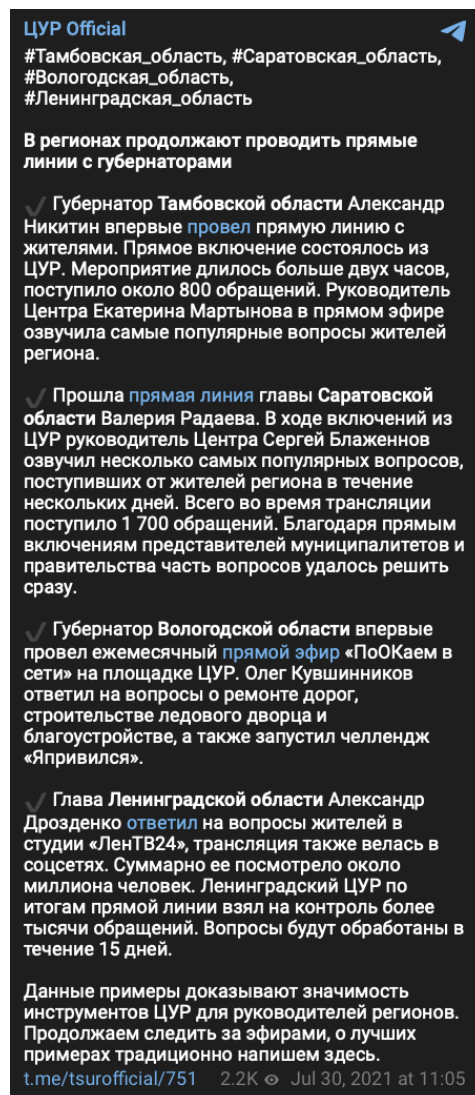 ЦУР Official
#Тамбовская_область, #Саратовская_область,
#Вологодская_область,
#Ленинградская_область
В регионах продолжают проводить прямые
линии с губернаторами
✔ Губернатор Тамбовской области Александр
Никитин впервые провел прямую линию с
жителями. Прямое включение состоялось из
ЦУР. Мероприятие длилось больше двух часов,
поступило около 800 обращений. Руководитель
Центра Екатерина Мартынова в прямом эфире
озвучила самые популярные вопросы жителей
региона.
✔ Прошла прямая линия главы Саратовской
области Валерия Радаева. В ходе включений из
ЦУР руководитель Центра Сергей Блаженнов
озвучил несколько самых популярных вопросов,
поступивших от жителей региона в течение
нескольких дней. Всего во время трансляции
поступило 1 700 обращений. Благодаря прямым
включениям представителей муниципалитетов и
правительства часть вопросов удалось решить
сразу.
✔ Губернатор Вологодской области впервые
провел ежемесячный прямой эфир «ПоОКаем в
сети» на площадке ЦУР. Олег Кувшинников
ответил на вопросы о ремонте дорог,
строительстве ледового дворца и
благоустройстве, а также запустил челлендж
«Япривился».
✔ Глава Ленинградской области Александр
Дрозденко ответил на вопросы жителей в
студии «ЛенТВ24», трансляция также велась в
соцсетях. Суммарно ее посмотрело около
миллиона человек. Ленинградский ЦУР по
итогам прямой линии взял на контроль более
тысячи обращений. Вопросы будут обработаны в
течение 15 дней.
Данные примеры доказывают значимость
инструментов ЦУР для руководителей регионов.
Продолжаем следить за эфирами, о лучших
примерах традиционно напишем здесь.
t.me/tsurofficial/751 2.2K Jul 30, 2021 at 11:05